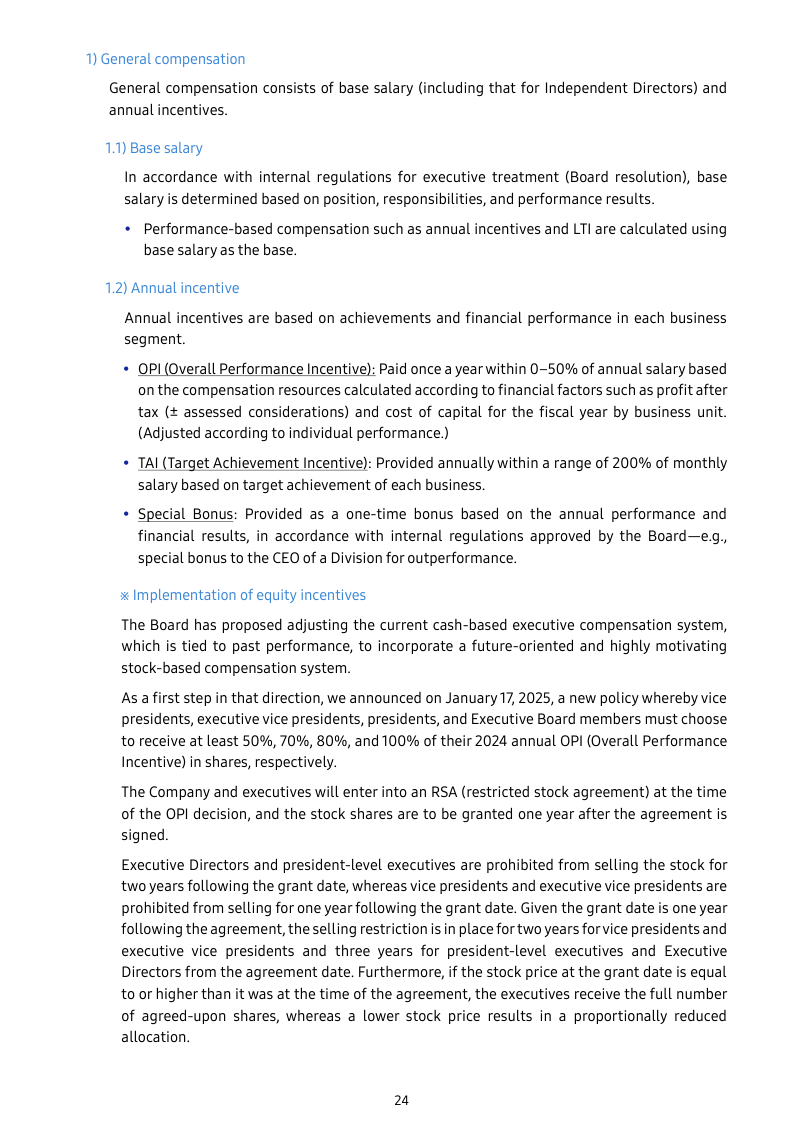 1) General compensation
General compensation consists of base salary (including that for Independent Directors) and
annual incentives.
1.1) Base salary
In accordance with internal regulations for executive treatment (Board resolution), base
salary is determined based on position, responsibilities, and performance results.
• Performance-based compensation such as annual incentives and LTI are calculated using
base salary as the base.
1.2) Annual incentive
Annual incentives are based on achievements and financial performance in each business
segment.
• OPI (Overall Performance Incentive): Paid once a year within 0–50% of annual salary based
on the compensation resources calculated according to financial factors such as profit after
tax (± assessed considerations) and cost of capital for the fiscal year by business unit.
(Adjusted according to individual performance.)
• TAI (Target Achievement Incentive): Provided annually within a range of 200% of monthly
salary based on target achievement of each business.
• Special Bonus: Provided as a one-time bonus based on the annual performance and
financial results, in accordance with internal regulations approved by the Board—e.g.,
special bonus to the CEO of a Division for outperformance.
※ Implementation of equity incentives
The Board has proposed adjusting the current cash-based executive compensation system,
which is tied to past performance, to incorporate a future-oriented and highly motivating
stock-based compensation system.
As a first step in that direction, we announced on January 17, 2025, a new policy whereby vice
presidents, executive vice presidents, presidents, and Executive Board members must choose
to receive at least 50%, 70%, 80%, and 100% of their 2024 annual OPI (Overall Performance
Incentive) in shares, respectively.
The Company and executives will enter into an RSA (restricted stock agreement) at the time
of the OPI decision, and the stock shares are to be granted one year after the agreement is
signed.
Executive Directors and president-level executives are prohibited from selling the stock for
two years following the grant date, whereas vice presidents and executive vice presidents are
prohibited from selling for one year following the grant date. Given the grant date is one year
following the agreement, the selling restriction is in place for two years for vice presidents and
executive vice presidents and three years for president-level executives and Executive
Directors from the agreement date. Furthermore, if the stock price at the grant date is equal
to or higher than it was at the time of the agreement, the executives receive the full number
of agreed-upon shares, whereas a lower stock price results in a proportionally reduced
allocation.
24